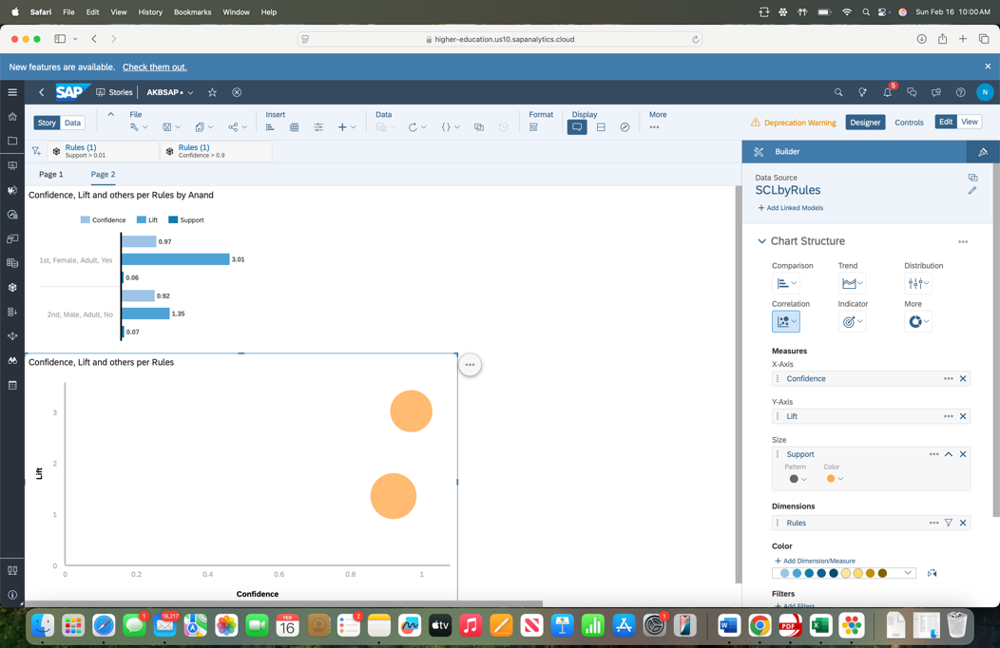 Safari File Edit View History Bookmarks Window Help Sun Feb 16 10:00 AM
higher-education.us10.sapanalytics.cloud
New features are available. Check them out.
SAP Stories AKBSAP 5 N
Story Data File Insert Data Format Display More Deprecation Warning Designer Controls Edit View
Rules (1)
Support > 0.01
Rules (1)
Confidence > 0.9
Page 1 Page 2
Confidence, Lift and others per Rules by Anand
Confidence Lift Support
0.97
1st, Female, Adult, Yes 3.01
0.06
0.92
2nd, Male, Adult, No 1.35
0.07
Confidence, Lift and others per Rules
3
2
Lift
1
0
0 0.2 0.4 0.6 0.8 1
Confidence
Builder
Data Source
SCLbyRules
+ Add Linked Models
Chart Structure
Comparison Trend Distribution
Correlation Indicator More
Measures
X-Axis
Confidence
Y-Axis
Lift
Size
Support
Pattern Color
Dimensions
Rules
Color
+ Add Dimension/Measure
Filters
+ Add Filters
1 16,217 FEB 16 2 tv 1 W PDF X